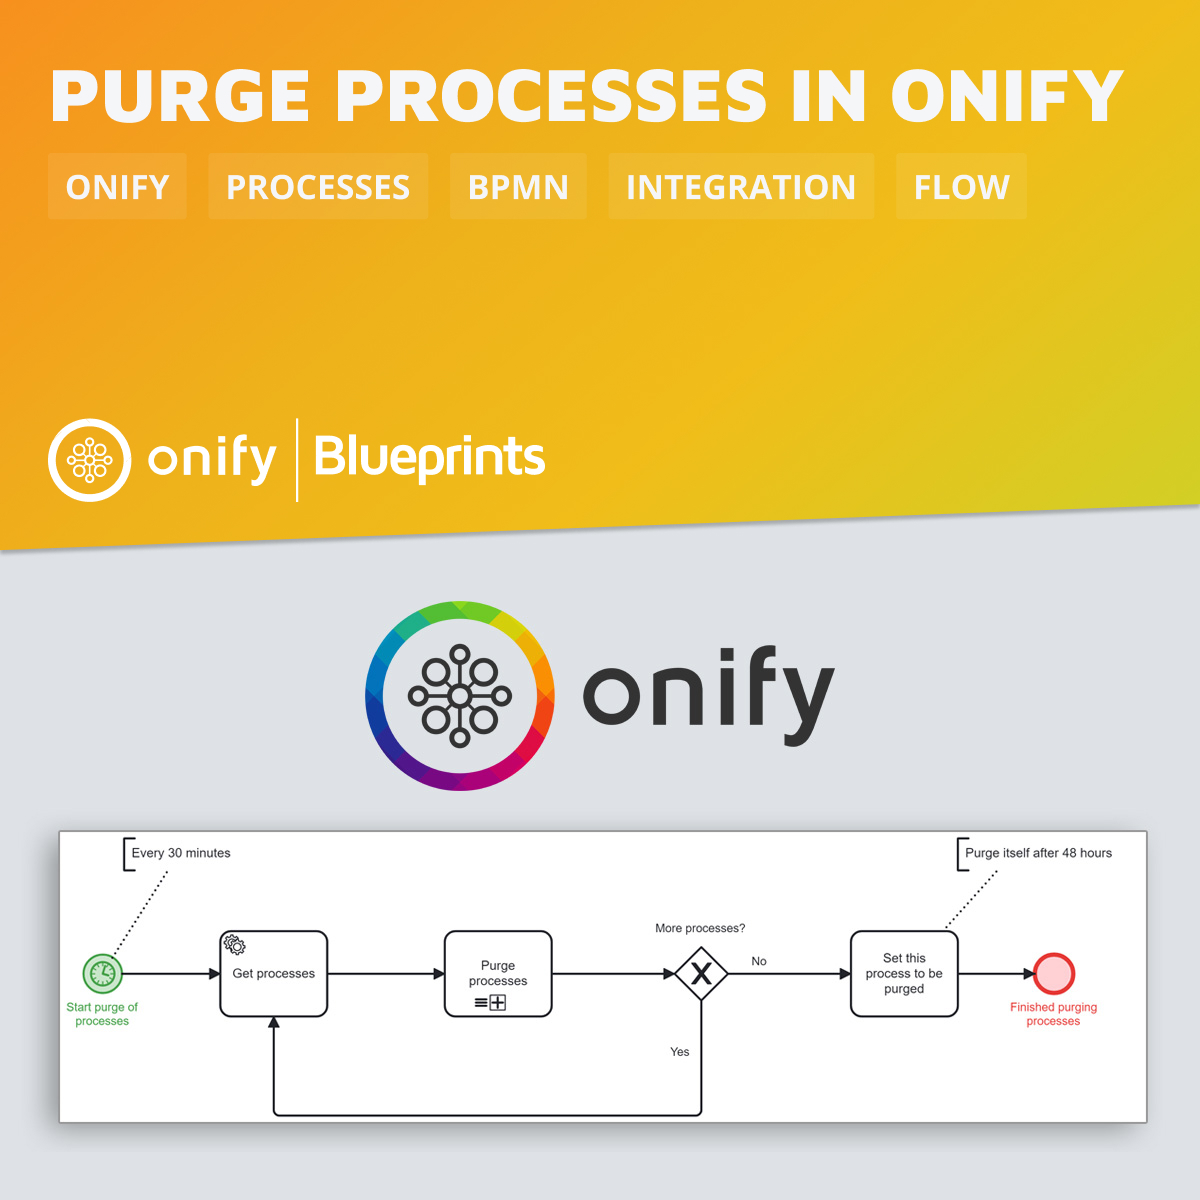 PURGE PROCESSES IN ONIFY
ONIFY PROCESSES BPMN INTEGRATION FLOW
onify Blueprints
onify
Every 30 minutes
Purge itself after 48 hours
More processes?
Get processes
Purge
processes
X
No
Set this
process to be
purged
Start purge of
processes
Finished purging
processes
Yes